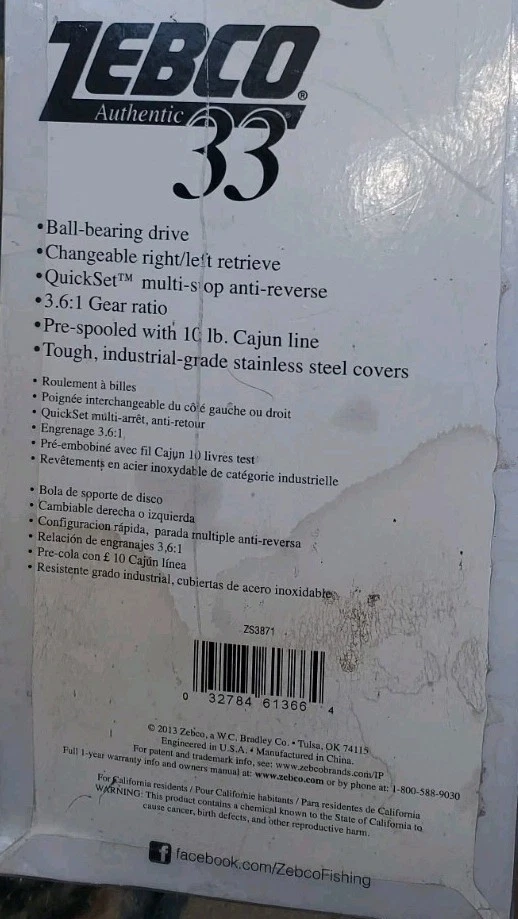 ZEBCO®
Authentic
33
•Ball-bearing drive
•Changeable right/left retrieve
•QuickSet™ multi-stop anti-reverse
•3.6:1 Gear ratio
•Pre-spooled with 10 lb. Cajun line
•Tough, industrial-grade stainless steel covers
• Roulement à billes
• Poignée interchangeable du côté gauche ou droit
• QuickSet multi-arrêt, anti-retour
• Engrenage 3.6:1
• Pré-embobiné avec fil Cajun 10 livres test
• Revêtements en acier inoxydable de catégorie industrielle
• Bola de soporte de disco
• Cambiable derecha o izquierda
• Configuracion rápida, parada multiple anti-reversa
• Relación de engranajes 3,6:1
• Pre-cola con £ 10 Cajún línea
• Resistente grado industrial, cubiertas de acero inoxidable
ZS3871
0 32784 61366 4
© 2013 Zebco, a W.C. Bradley Co. • Tulsa, OK 74115
Engineered in U.S.A. • Manufactured in China.
For patent and trademark info, see: www.zebcobrands.com/IP
Full 1-year warranty info and owners manual at: www.zebco.com or by phone at: 1-800-588-9030
For California residents / Pour Californie habitants / Para residentes de California
WARNING: This product contains a chemical known to the State of California to
cause cancer, birth defects, and other reproductive harm.
f facebook.com/ZebcoFishing